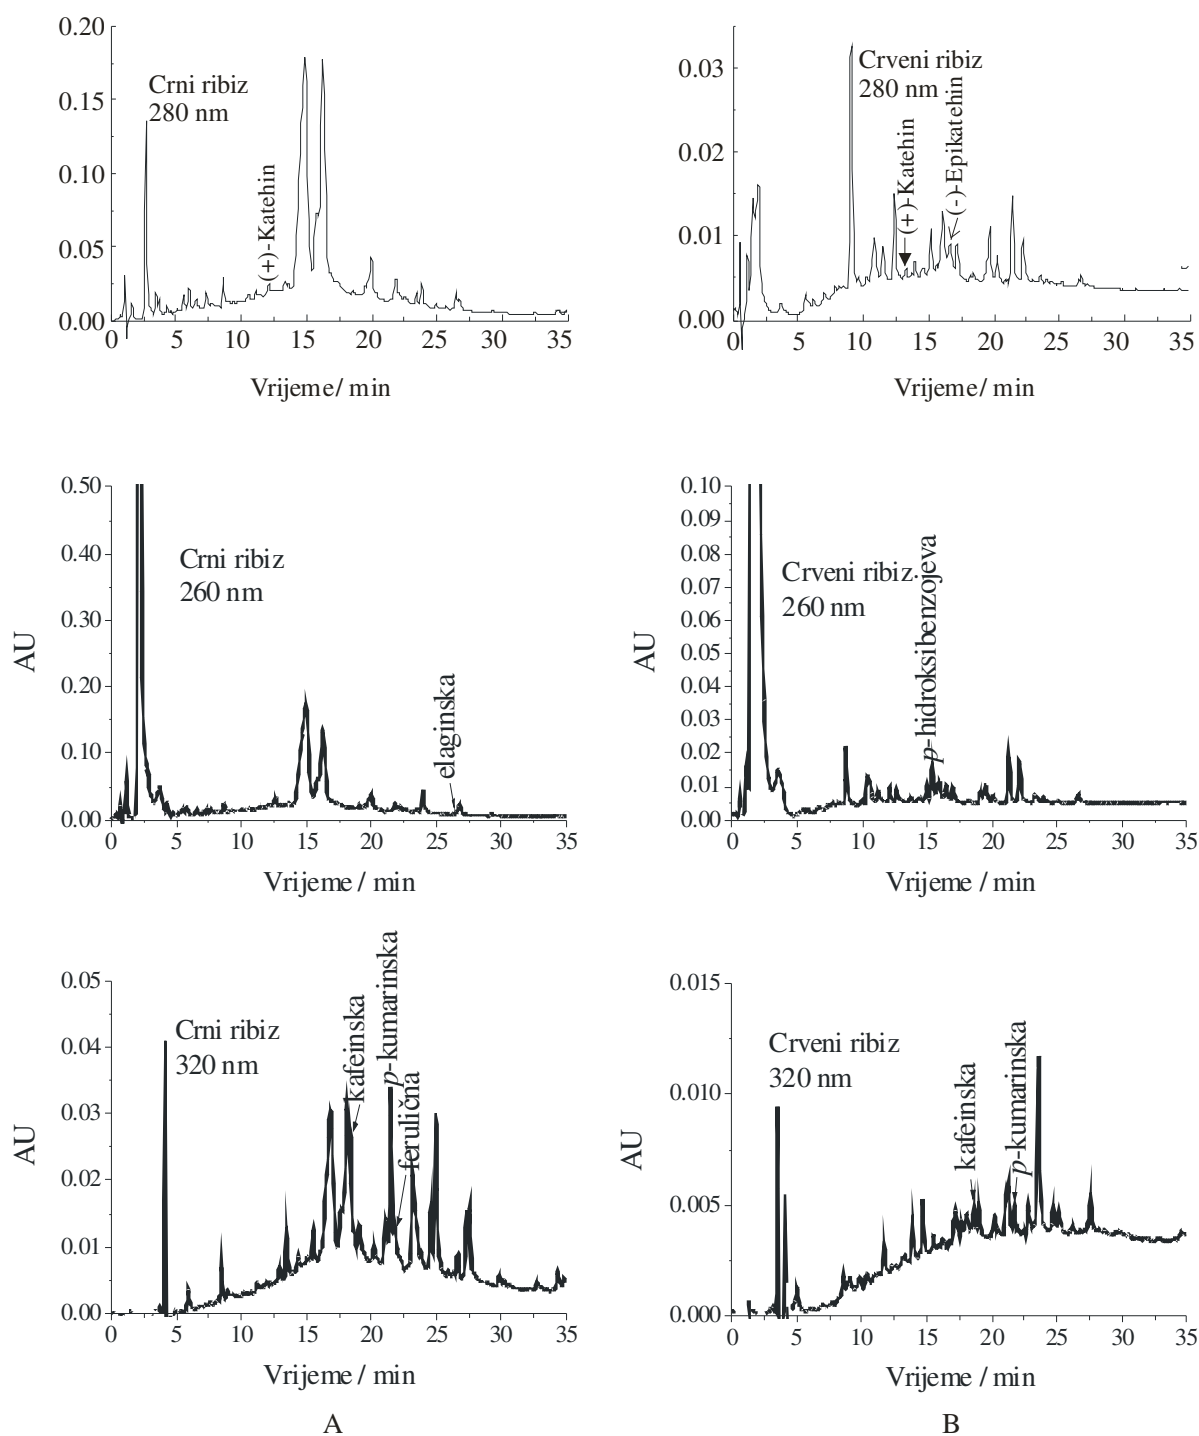 0.20
0.15
0.10
0.05
0.00
Crni ribiz
280 nm
(+)-Katehin
0 5 10 15 20 25 30 35
Vrijeme/ min
0.03
0.02
0.01
0.00
Crveni ribiz
280 nm
(+)-Katehin
(-)-Epikatehin
0 5 10 15 20 25 30 35
Vrijeme/ min
AU
0.50
0.40
0.30
0.20
0.10
0.00
Crni ribiz
260 nm
elaginska
0 5 10 15 20 25 30 35
Vrijeme / min
AU
0.10
0.09
0.08
0.07
0.06
0.05
0.04
0.03
0.02
0.01
0.00
Crveni ribiz
260 nm
p-hidroksibenzojeva
0 5 10 15 20 25 30 35
Vrijeme / min
AU
0.05
0.04
0.03
0.02
0.01
0.00
Crni ribiz
320 nm
kafeinska
p-kumarinska
ferulična
0 5 10 15 20 25 30 35
Vrijeme / min
A
AU
0.015
0.010
0.005
0.000
Crveni ribiz
320 nm
kafeinska
p-kumarinska
0 5 10 15 20 25 30 35
Vrijeme / min
B